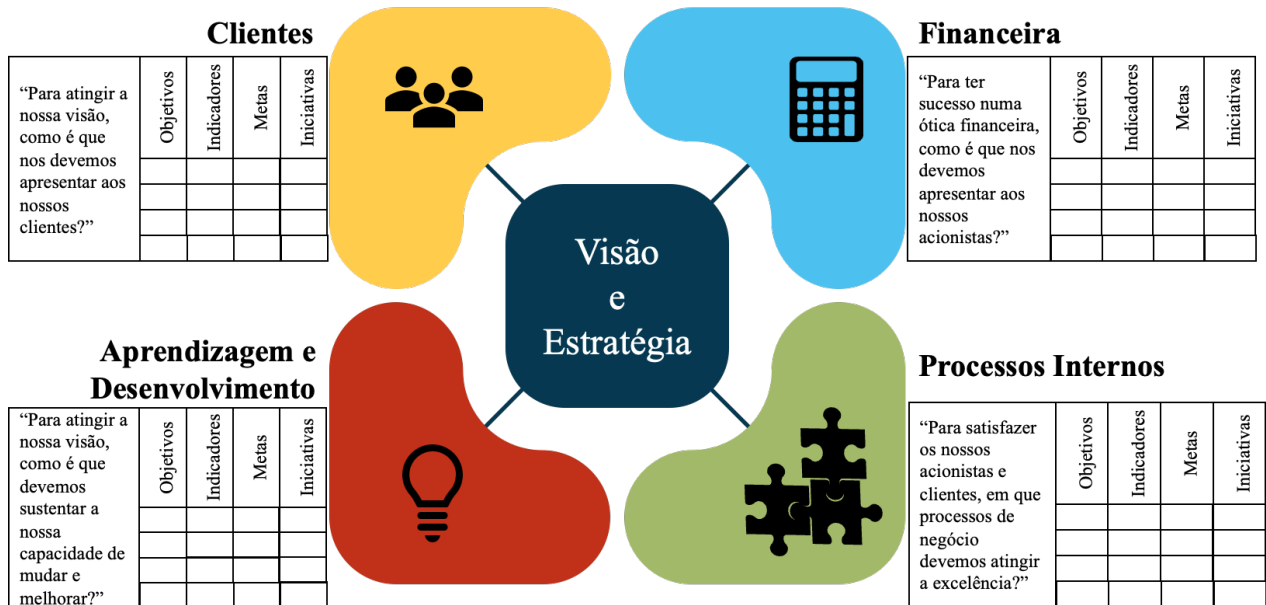 Clientes
“Para atingir a
nossa visão,
como é que
nos devemos
apresentar aos
nossos
clientes?”
Objetivos
Indicadores
Metas
Iniciativas
Financeira
“Para ter
sucesso numa
ótica financeira,
como é que nos
devemos
apresentar aos
nossos
acionistas?”
Objetivos
Indicadores
Metas
Iniciativas
Visão
e
Estratégia
Aprendizagem e
Desenvolvimento
“Para atingir a
nossa visão,
como é que
devemos
sustentar a
nossa
capacidade de
mudar e
melhorar?”
Objetivos
Indicadores
Metas
Iniciativas
Processos Internos
“Para satisfazer
os nossos
acionistas e
clientes, em que
processos de
negócio
devemos atingir
a excelência?”
Objetivos
Indicadores
Metas
Iniciativas